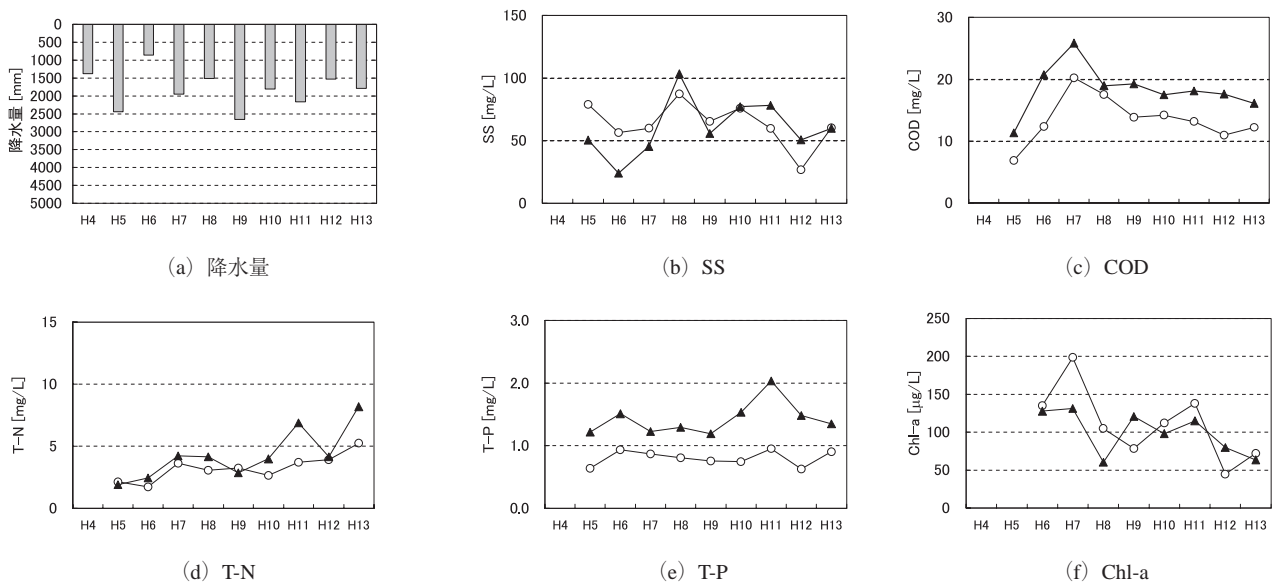 降水量 [mm]
0
500
1000
1500
2000
2500
3000
3500
4000
4500
5000
H4 H5 H6 H7 H8 H9 H10 H11 H12 H13
(a) 降水量
SS [mg/L]
150
100
50
0
H4 H5 H6 H7 H8 H9 H10 H11 H12 H13
(b) SS
COD [mg/L]
30
20
10
0
H4 H5 H6 H7 H8 H9 H10 H11 H12 H13
(c) COD
T-N [mg/L]
15
10
5
0
H4 H5 H6 H7 H8 H9 H10 H11 H12 H13
(d) T-N
T-P [mg/L]
3.0
2.0
1.0
0.0
H4 H5 H6 H7 H8 H9 H10 H11 H12 H13
(e) T-P
Chl-a [μg/L]
250
200
150
100
50
0
H4 H5 H6 H7 H8 H9 H10 H11 H12 H13
(f) Chl-a